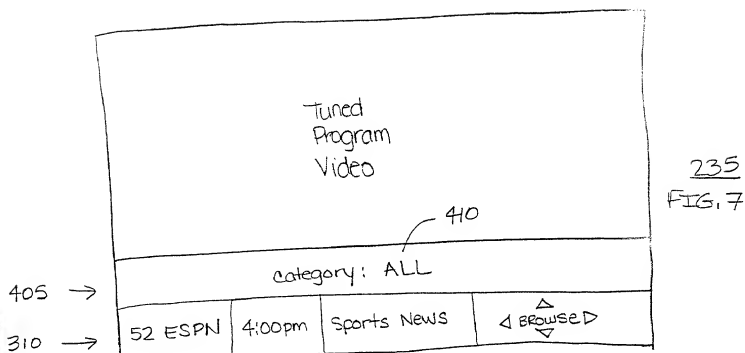 Tuned
Program
Video
235
FIG. 7
410
category: ALL
405 →
52 ESPN 4:00pm Sports News ◁ BROWSE ▷ △ ▽
310 →